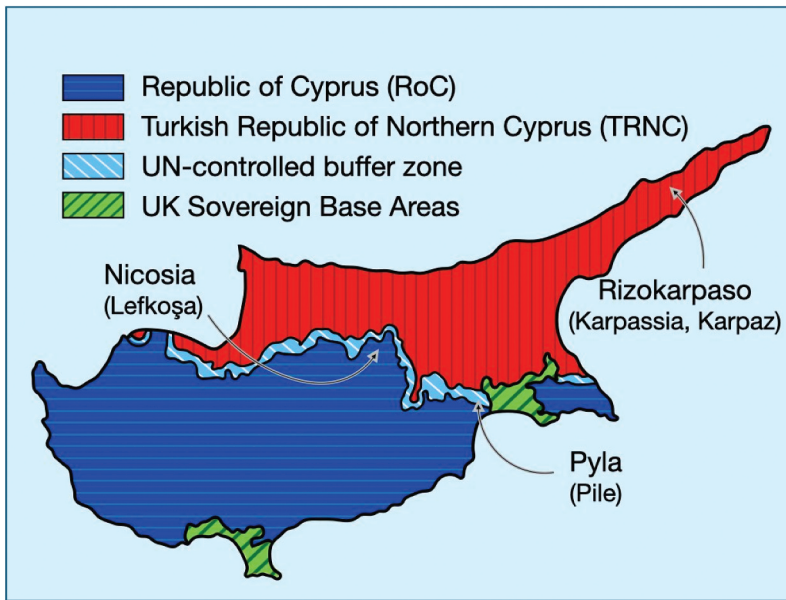 Republic of Cyprus (RoC)
Turkish Republic of Northern Cyprus (TRNC)
UN-controlled buffer zone
UK Sovereign Base Areas
Nicosia
(Lefkoşa)
Rizokarpaso
(Karpassia, Karpaz)
Pyla
(Pile)